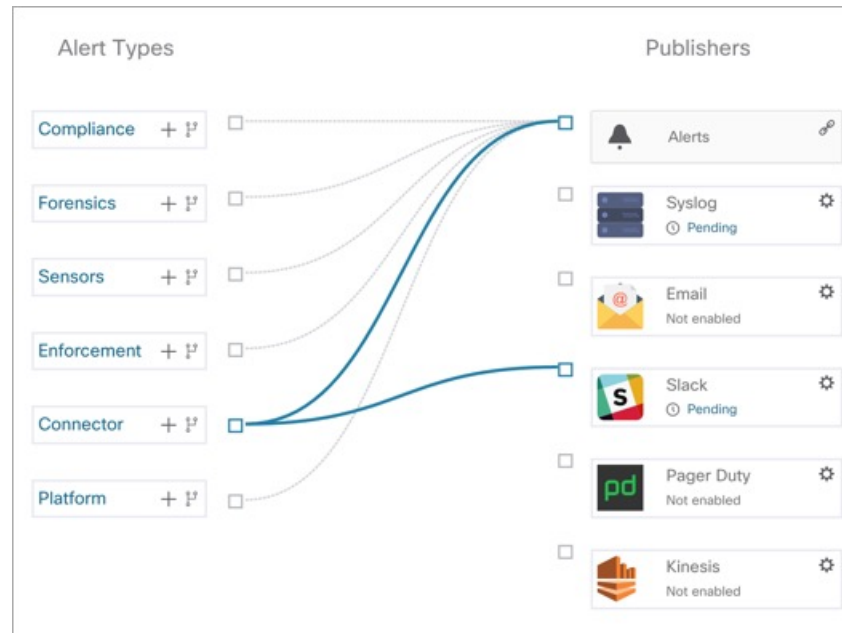 Alert Types
Publishers
Compliance
Forensics
Sensors
Enforcement
Connector
Platform
Alerts
Syslog
Pending
@
Email
Not enabled
S
Slack
Pending
pd
Pager Duty
Not enabled
Kinesis
Not enabled